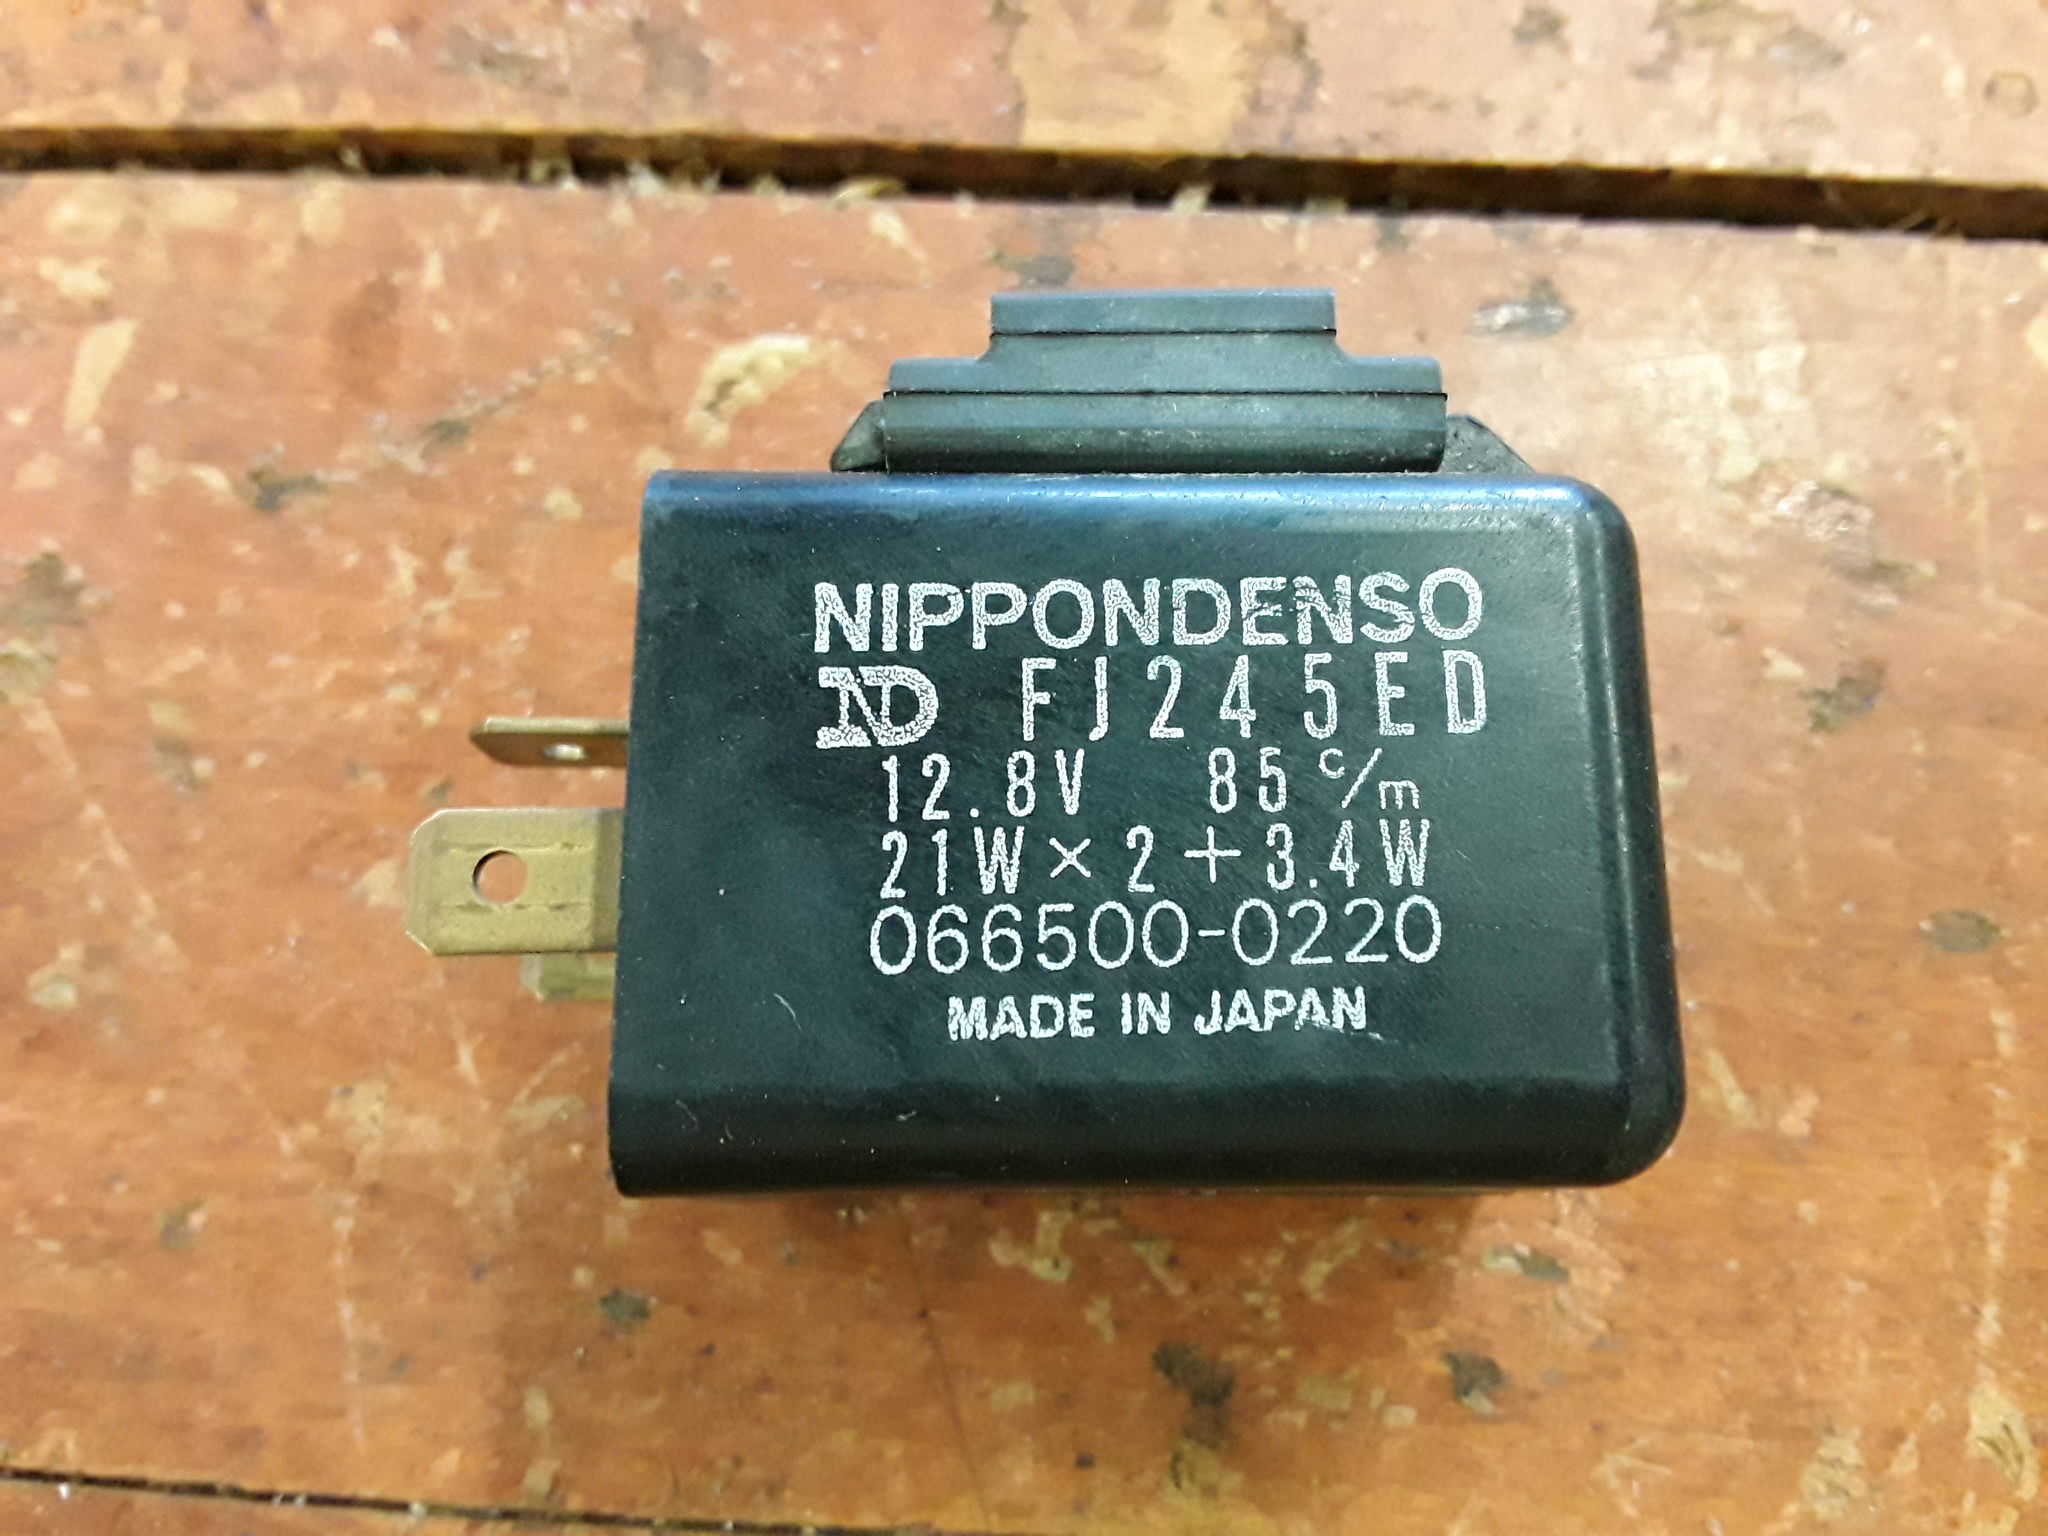 NIPPONDENSO
ND FJ245ED
12.8V 85 c/m
21W×2+3.4W
066500-0220
MADE IN JAPAN